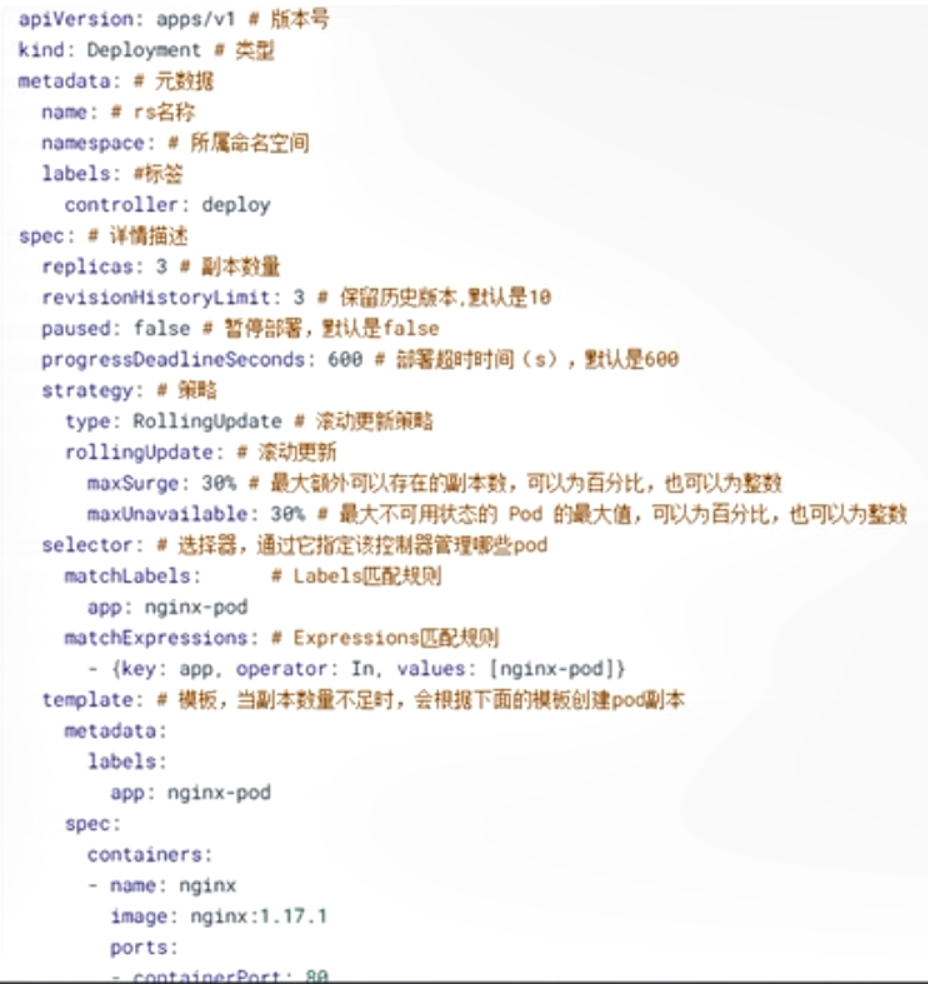 apiVersion: apps/v1 # 版本号
kind: Deployment # 类型
metadata: # 元数据
  name: # rs名称
  namespace: # 所属命名空间
  labels: #标签
    controller: deploy
spec: # 详情描述
  replicas: 3 # 副本数量
  revisionHistoryLimit: 3 # 保留历史版本,默认是10
  paused: false # 暂停部署，默认是false
  progressDeadlineSeconds: 600 # 部署超时时间（s），默认是600
  strategy: # 策略
    type: RollingUpdate # 滚动更新策略
    rollingUpdate: # 滚动更新
      maxSurge: 30% # 最大额外可以存在的副本数，可以为百分比，也可以为整数
      maxUnavailable: 30% # 最大不可用状态的 Pod 的最大值，可以为百分比，也可以为整数
  selector: # 选择器，通过它指定该控制器管理哪些pod
    matchLabels:      # Labels匹配规则
      app: nginx-pod
    matchExpressions: # Expressions匹配规则
      - {key: app, operator: In, values: [nginx-pod]}
  template: # 模板，当副本数量不足时，会根据下面的模板创建pod副本
    metadata:
      labels:
        app: nginx-pod
    spec:
      containers:
      - name: nginx
        image: nginx:1.17.1
        ports:
        - containerPort: 80